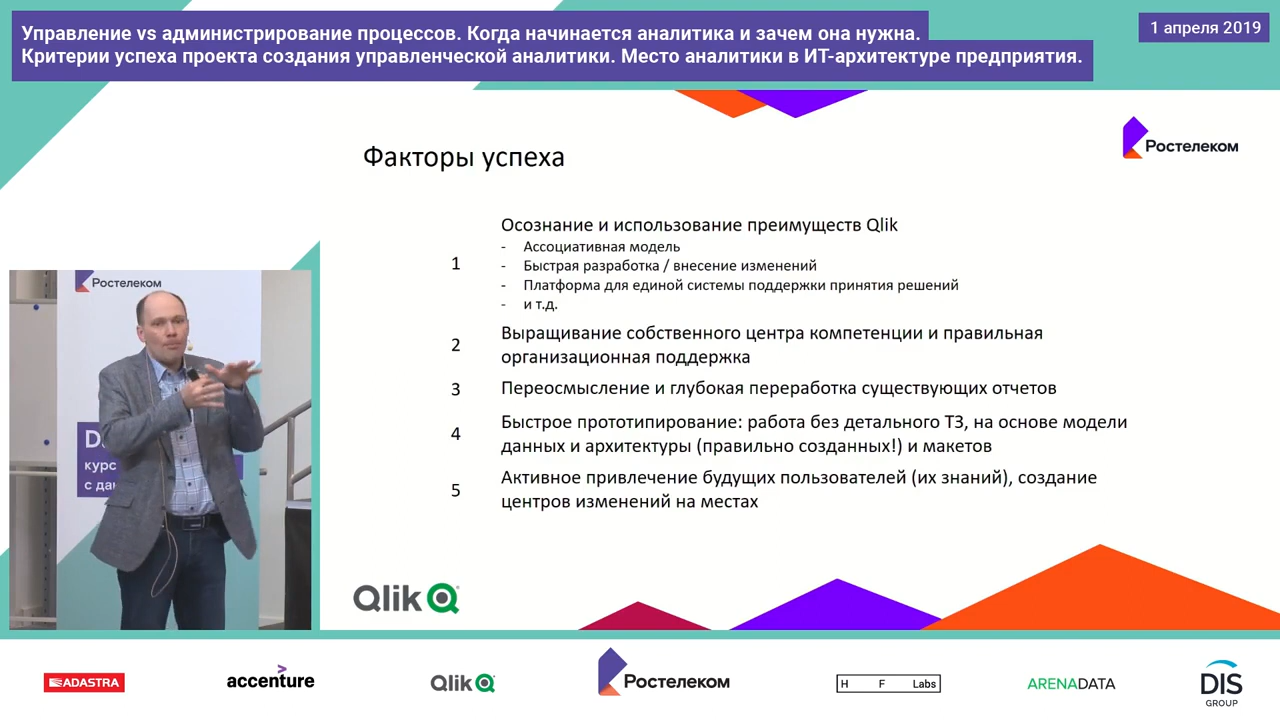 Управление vs администрирование процессов. Когда начинается аналитика и зачем она нужна.
Критерии успеха проекта создания управленческой аналитики. Место аналитики в ИТ-архитектуре предприятия.
1 апреля 2019
Ростелеком
Факторы успеха
1
Осознание и использование преимуществ Qlik
- Ассоциативная модель
- Быстрая разработка / внесение изменений
- Платформа для единой системы поддержки принятия решений
- и т.д.
2
Выращивание собственного центра компетенции и правильная
организационная поддержка
3
Переосмысление и глубокая переработка существующих отчетов
4
Быстрое прототипирование: работа без детального ТЗ, на основе модели
данных и архитектуры (правильно созданных!) и макетов
5
Активное привлечение будущих пользователей (их знаний), создание
центров изменений на местах
Qlik
Ростелеком
курс
ADASTRA
accenture
Qlik
Ростелеком
H F Labs
ARENADATA
DIS
GROUP